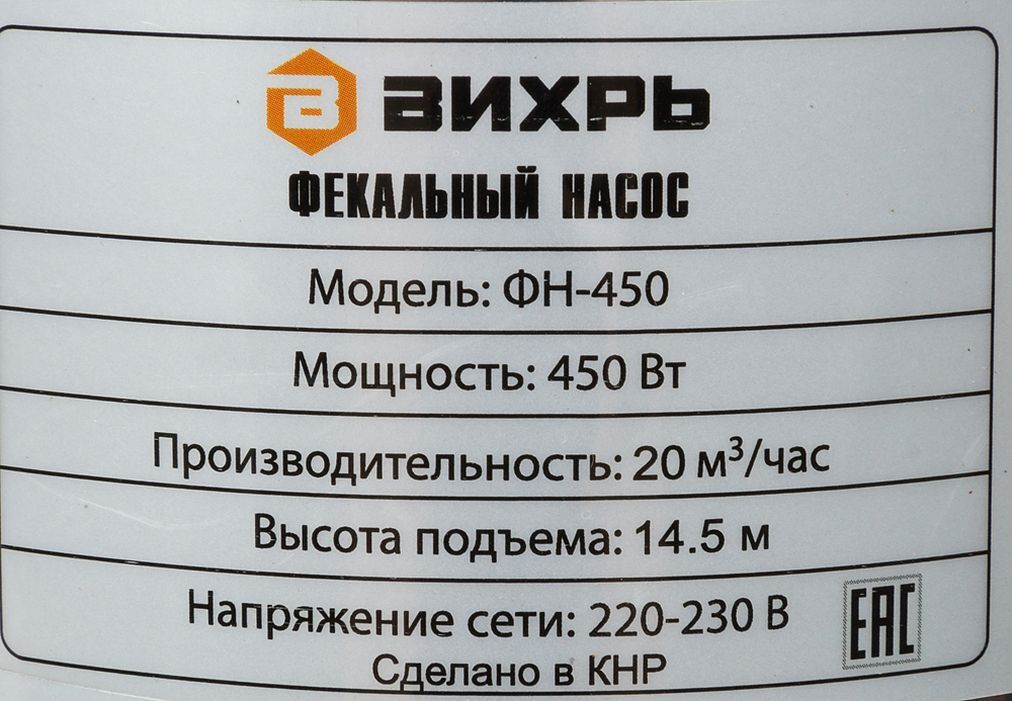 ВИХРЬ
ФЕКАЛЬНЫЙ НАСОС
Модель: ФН-450
Мощность: 450 Вт
Производительность: 20 м³/час
Высота подъема: 14.5 м
Напряжение сети: 220-230 В
EAC
Сделано в КНР